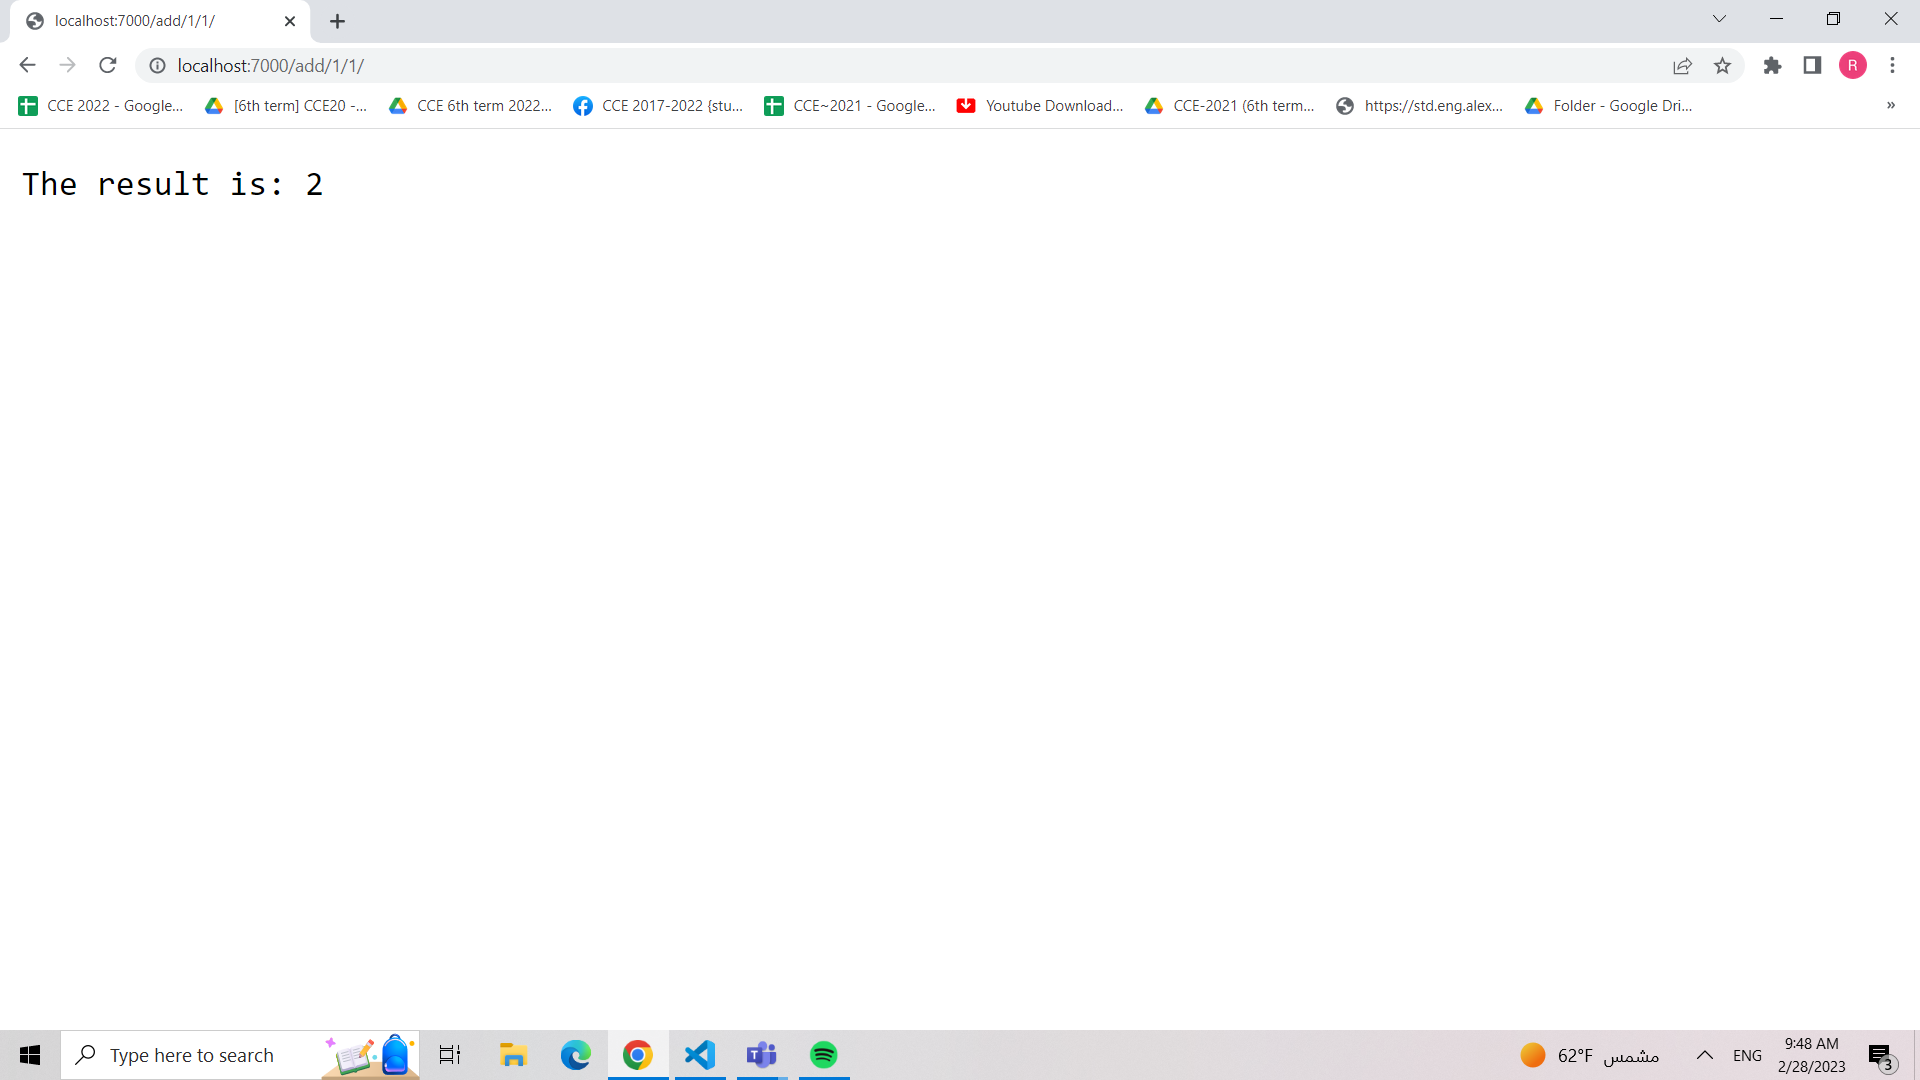 localhost:7000/add/1/1/
localhost:7000/add/1/1/
R
CCE 2022 - Google...
[6th term] CCE20 -...
CCE 6th term 2022...
CCE 2017-2022 {stu...
CCE~2021 - Google...
Youtube Download...
CCE-2021 (6th term...
https://std.eng.alex...
Folder - Google Dri...
»
The result is: 2
Type here to search
62°F مشمس
ENG
9:48 AM
2/28/2023
3